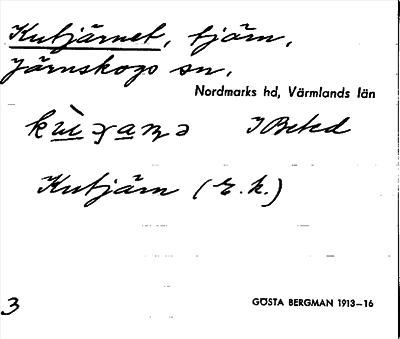 Kutjärnet, tjärn,
Järnskogs sn,
Nordmarks hd, Värmlands län
Kutjärn (E.k.)
3
GÖSTA BERGMAN 1913–16